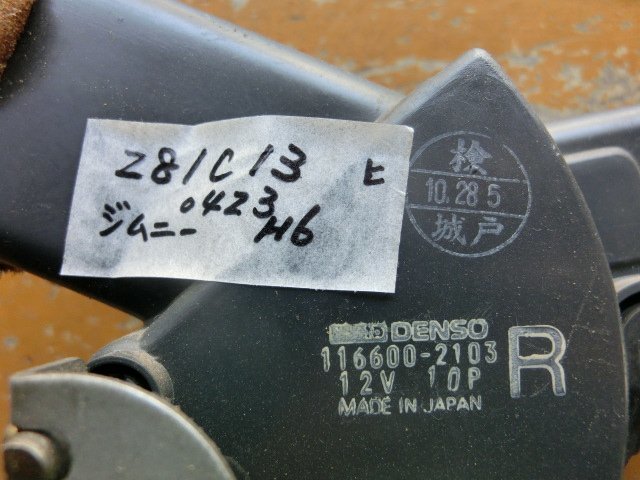 Z81C13 ヒ
0423
ジムニー H6
検
10.28 5
城戸
DENSO
116600-2103
12V 10P
MADE IN JAPAN
R